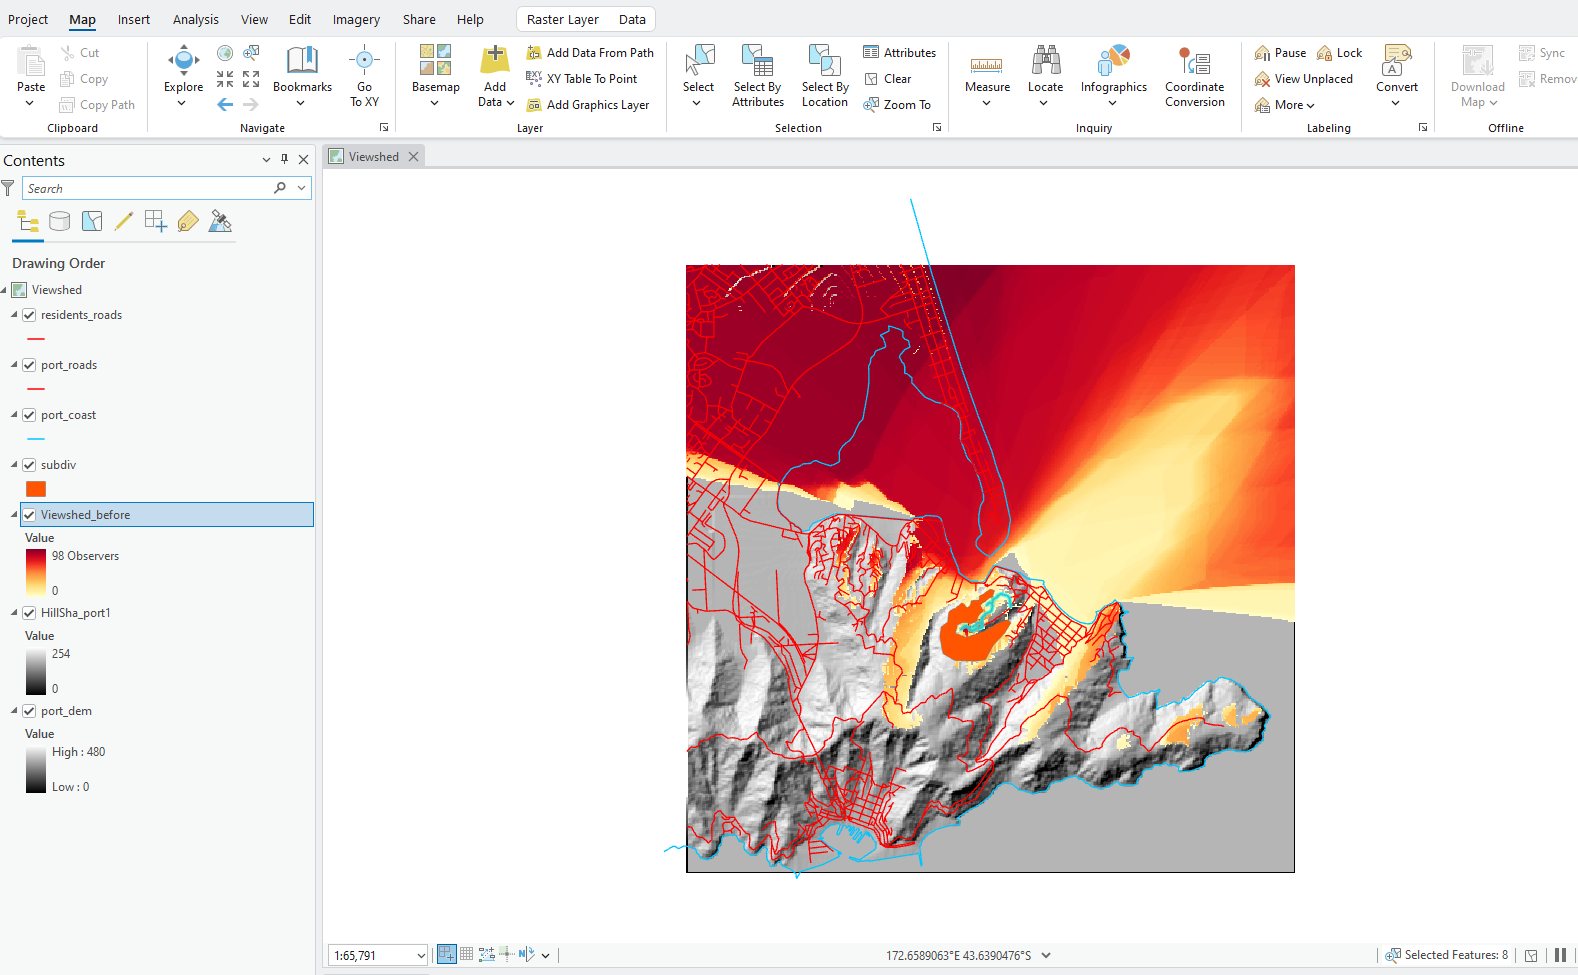 Project Map Insert Analysis View Edit Imagery Share Help Raster Layer Data
Paste
Cut
Copy
Copy Path
Clipboard
Explore
Bookmarks
Go
To XY
Navigate
Basemap
Add
Data
Add Data From Path
XY Table To Point
Add Graphics Layer
Layer
Select
Select By
Attributes
Select By
Location
Attributes
Clear
Zoom To
Selection
Measure
Locate
Infographics
Coordinate
Conversion
Inquiry
Pause
Lock
View Unplaced
More
Convert
Labeling
Download
Map
Sync
Remov
Offline
Contents
Search
Drawing Order
Viewshed
residents_roads
port_roads
port_coast
subdiv
Viewshed_before
Value
98 Observers
0
HillSha_port1
Value
254
0
port_dem
Value
High : 480
Low : 0
Viewshed
1:65,791
172.6589063°E 43.6390476°S
Selected Features: 8